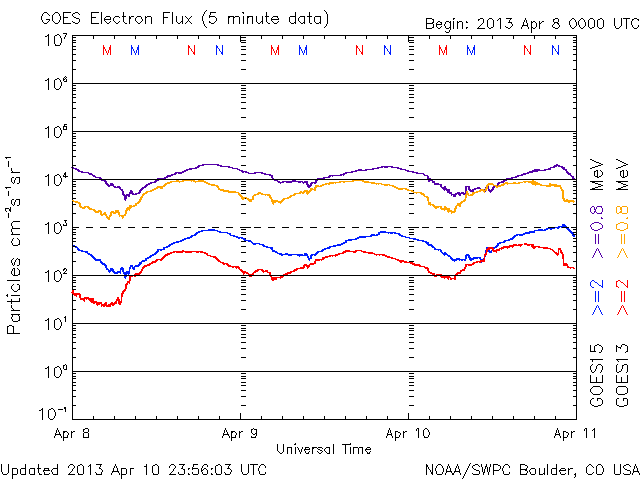 GOES Electron Flux (5 minute data)
Begin: 2013 Apr 8 0000 UTC
10⁷
M M N N M M N N M M N N
10⁶
10⁵
10⁴
10³
10²
10¹
10⁰
10⁻¹
Particles cm⁻²s⁻¹sr⁻¹
Apr 8 Apr 9 Apr 10 Apr 11
Universal Time
GOES15 >=2 >=0.8 MeV
GOES13 >=2 >=0.8 MeV
Updated 2013 Apr 10 23:56:03 UTC
NOAA/SWPC Boulder, CO USA